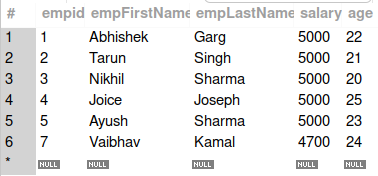 # empid empFirstName empLastName salary age
1 1 Abhishek Garg 5000 22
2 2 Tarun Singh 5000 21
3 3 Nikhil Sharma 5000 20
4 4 Joice Joseph 5000 25
5 5 Ayush Sharma 5000 23
6 7 Vaibhav Kamal 4700 24
* NULL NULL NULL NULL NULL